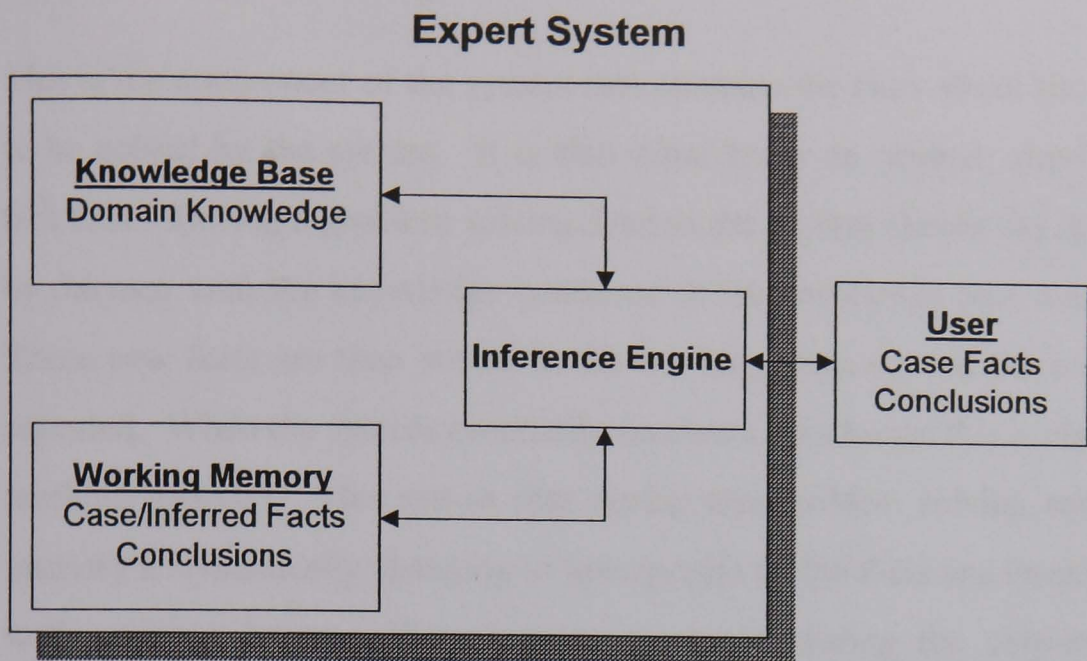 Expert System
Knowledge Base
Domain Knowledge
Inference Engine
User
Case Facts
Conclusions
Working Memory
Case/Inferred Facts
Conclusions